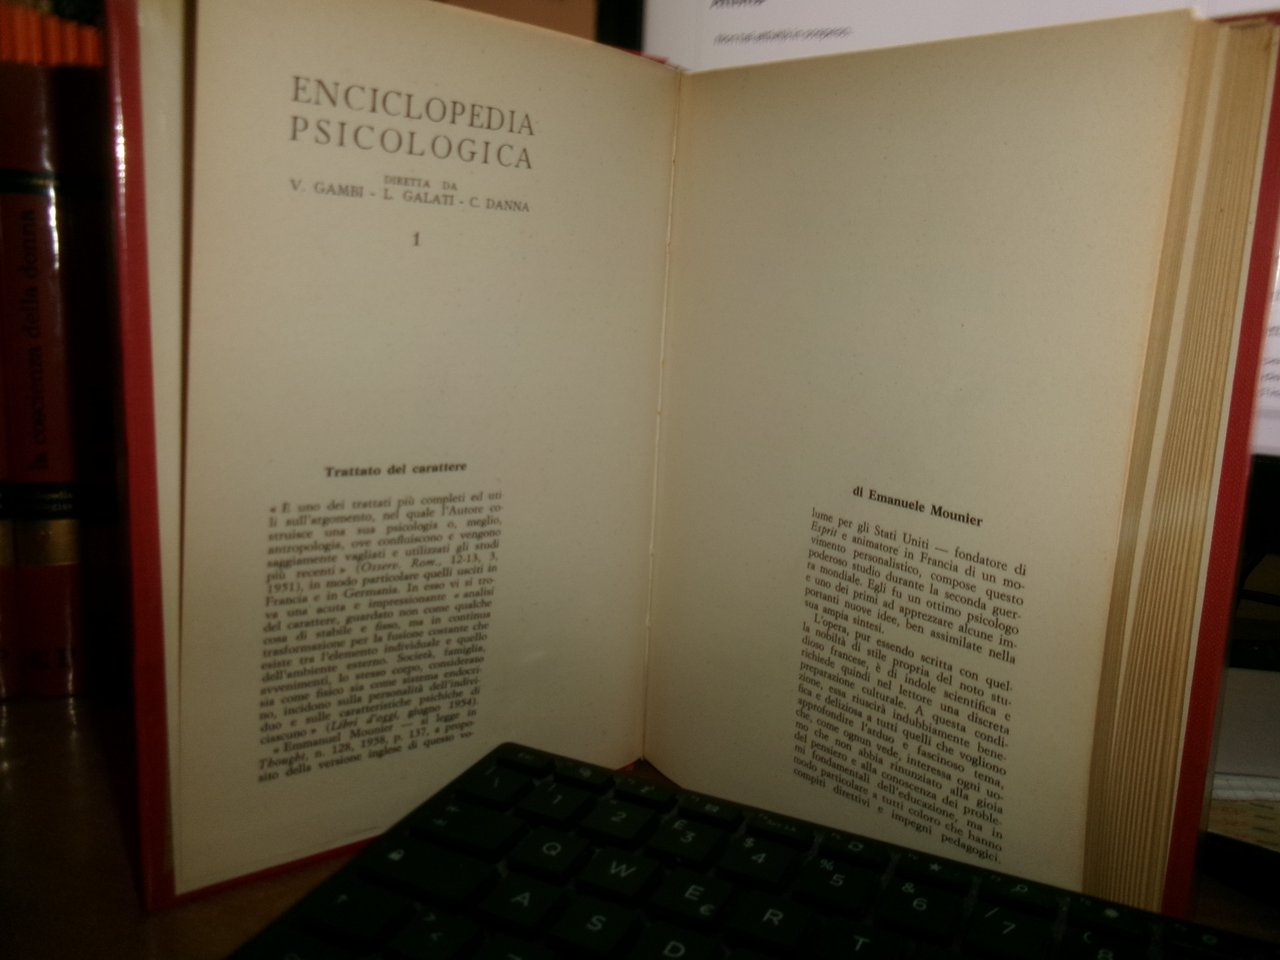 ENCICLOPEDIA
PSICOLOGICA
DIRETTA DA
V. GAMBI - L. GALATI - C. DANNA
1
Trattato del carattere
« È uno dei trattati più completi ed uti
li sull'argomento, nel quale l'Autore co-
struisce una sua psicologia o, meglio,
antropologia, ove confluiscono e vengono
saggiamente vagliati e utilizzati gli studi
più recenti » (Osserv. Rom., 12-13, 3,
1951), in modo particolare quelli usciti in
Francia e in Germania. In esso vi si tro-
va una acuta e impressionante « analisi
del carattere, guardato non come qualche
cosa di stabile e fisso, ma in continua
trasformazione per la fusione costante che
esiste tra l'elemento individuale e quello
dell'ambiente esterno. Società, famiglia,
avvenimenti, lo stesso corpo, considerato
sia come fisico sia come sistema endocri-
no, incidono sulla personalità dell'indivi-
duo e sulle caratteristiche psichiche di
ciascuno » (Libri d'oggi, giugno 1954)
« Emmanuel Mounier — si legge in
Thought, n. 128, 1958, p. 137, a propo-
sito della versione inglese di questo vo-
di Emanuele Mounier
lume per gli Stati Uniti — fondatore di
Esprit e animatore in Francia di un mo-
vimento personalistico, compose questo
poderoso studio durante la seconda guer-
ra mondiale. Egli fu un ottimo psicologo
e uno dei primi ad apprezzare alcune im-
portanti nuove idee, ben assimilate nella
sua ampia sintesi.
L'opera, pur essendo scritta con quel-
la nobiltà di stile propria del noto stu-
dioso francese, è di indole scientifica e
richiede quindi nel lettore una discreta
preparazione culturale. A questa condi-
zione, essa riuscirà indubbiamente bene-
fica e deliziosa a tutti quelli che vogliono
approfondire l'arduo e fascinoso tema,
che, come ognun vede, interessa ogni uo-
mo che non abbia rinunziato alla gioia
del pensiero e alla conoscenza dei proble-
mi fondamentali dell'educazione, ma in
modo particolare a tutti coloro che hanno
compiti direttivi e impegni pedagogici.
la coscienza della donna
1 2 £ 3 $ 4 % 5 & 6 / 7 ( 8
Q W E € R T
A S D
> <